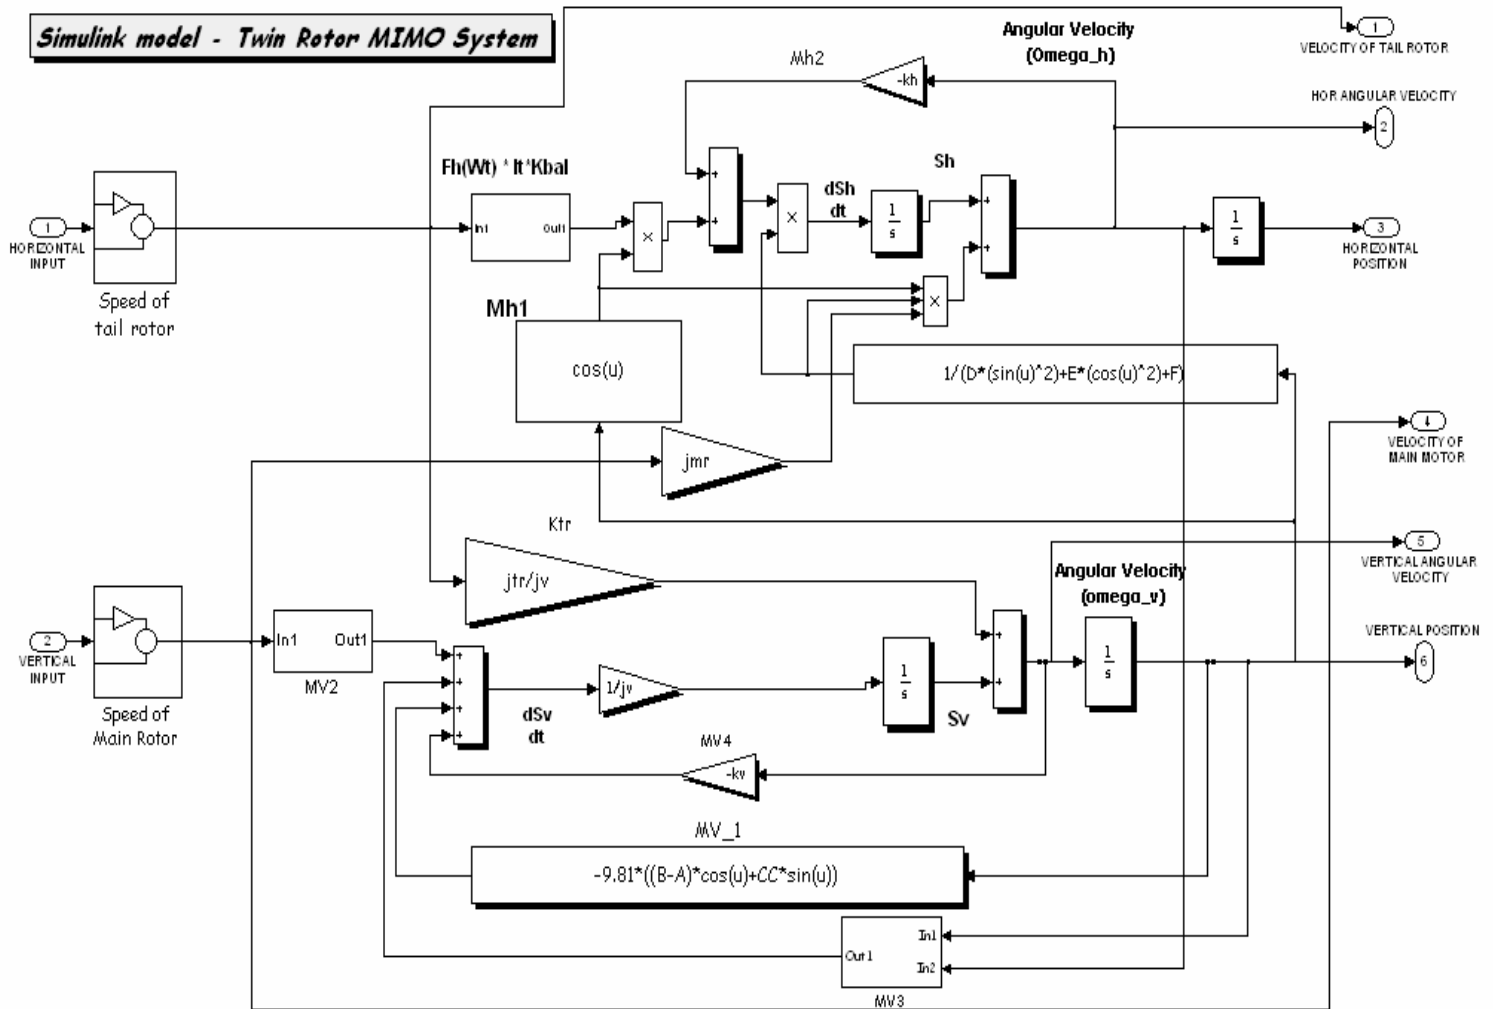 Simulink model - Twin Rotor MIMO System
Angular Velocity
(Omega_h)
1
VELOCITY OF TAIL ROTOR
Mh2
-kh
HOR ANGULAR VELOCITY
2
Fh(Wt) * lt*Kbal
Sh
dSh
dt
1
HORIZONTAL
INPUT
In1
Out1
×
+
+
×
1
s
+
+
1
s
3
HORIZONTAL
POSITION
Speed of
tail rotor
Mh1
×
cos(u)
1/(D*(sin(u)^2)+E*(cos(u)^2)+F)
4
VELOCITY OF
MAIN MOTOR
jmr
Ktr
jtr/jv
5
VERTICAL ANGULAR
VELOCITY
Angular Velocity
(omega_v)
2
VERTICAL
INPUT
In1
Out1
MV2
+
+
+
+
1/jv
1
s
+
+
1
s
VERTICAL POSITION
6
Speed of
Main Rotor
dSv
dt
Sv
MV4
-kv
MV_1
-9.81*((B-A)*cos(u)+CC*sin(u))
In1
Out1
In2
MV3